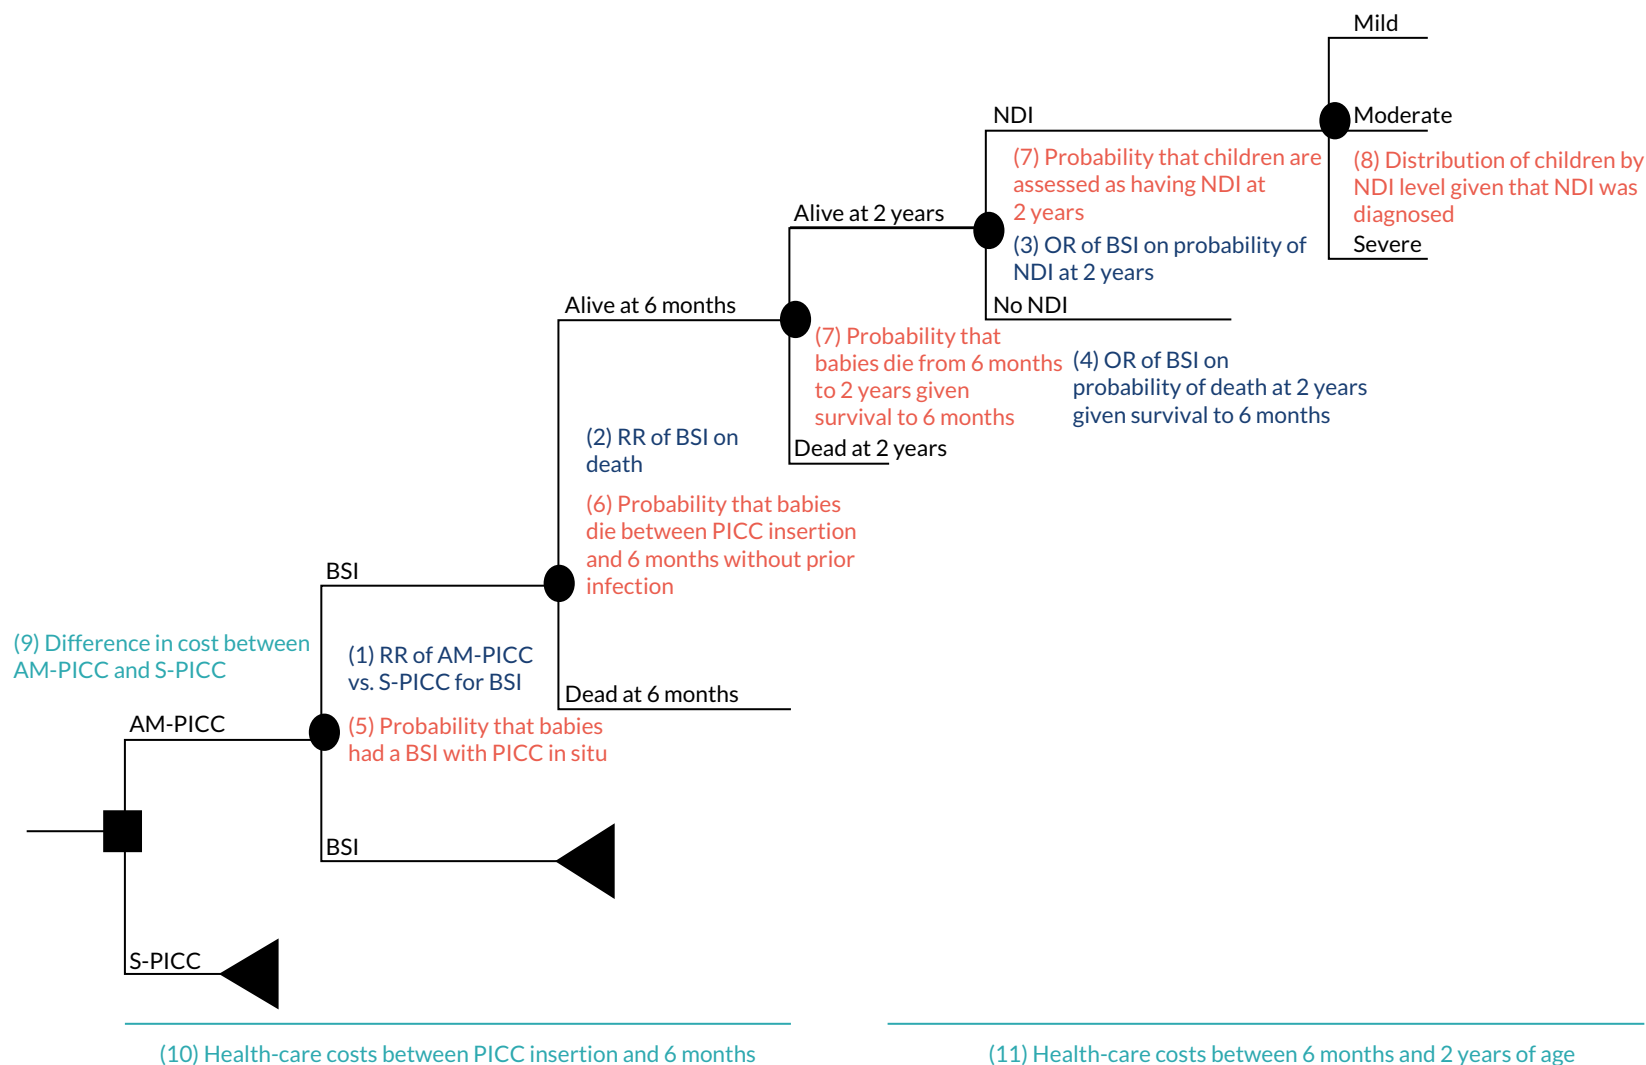 Mild
NDI
Moderate
(7) Probability that children are
assessed as having NDI at
2 years
(8) Distribution of children by
NDI level given that NDI was
diagnosed
Alive at 2 years
(3) OR of BSI on probability of
NDI at 2 years
Severe
Alive at 6 months
No NDI
(7) Probability that
babies die from 6 months
to 2 years given
survival to 6 months
(4) OR of BSI on
probability of death at 2 years
given survival to 6 months
(2) RR of BSI on
death
Dead at 2 years
(6) Probability that babies
die between PICC insertion
and 6 months without prior
infection
BSI
(9) Difference in cost between
AM-PICC and S-PICC
(1) RR of AM-PICC
vs. S-PICC for BSI
Dead at 6 months
AM-PICC
(5) Probability that babies
had a BSI with PICC in situ
BSI
S-PICC
(10) Health-care costs between PICC insertion and 6 months
(11) Health-care costs between 6 months and 2 years of age